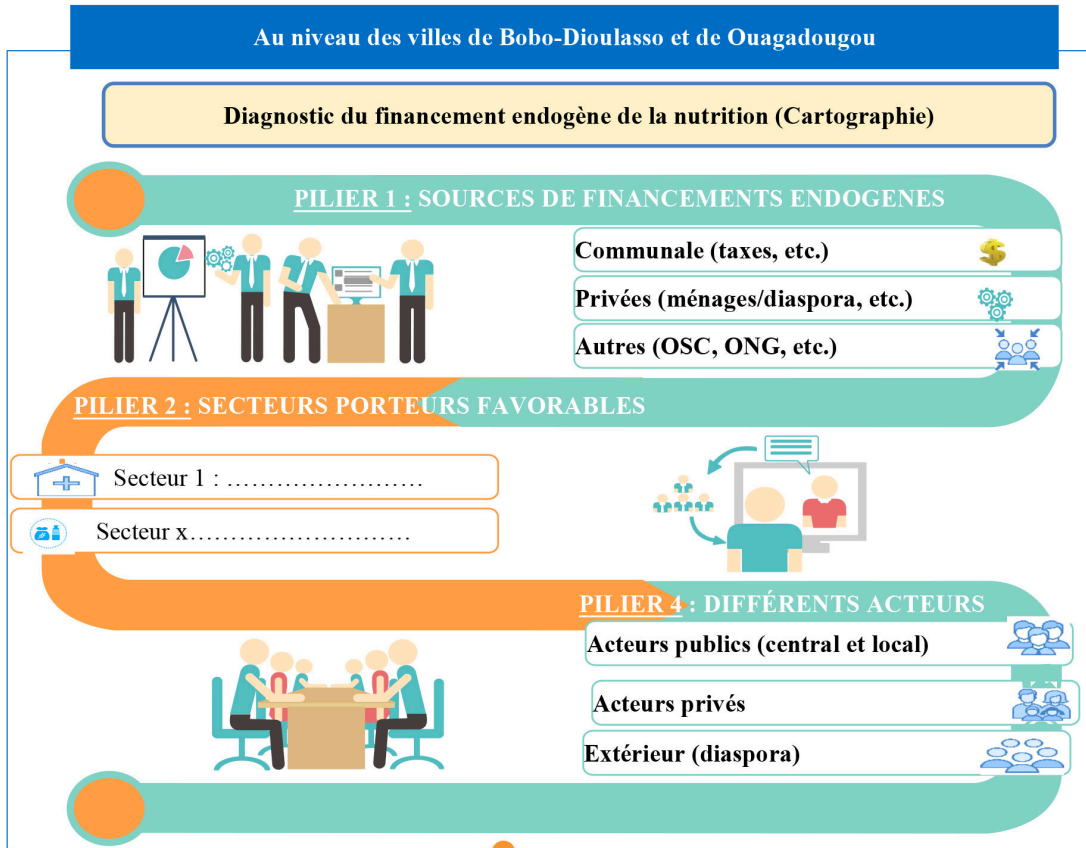 Au niveau des villes de Bobo-Dioulasso et de Ouagadougou
Diagnostic du financement endogène de la nutrition (Cartographie)
PILIER 1 : SOURCES DE FINANCEMENTS ENDOGENES
Communale (taxes, etc.)
Privées (ménages/diaspora, etc.)
Autres (OSC, ONG, etc.)
PILIER 2 : SECTEURS PORTEURS FAVORABLES
Secteur 1 : ……………………
Secteur x………………………
PILIER 4 : DIFFÉRENTS ACTEURS
Acteurs publics (central et local)
Acteurs privés
Extérieur (diaspora)